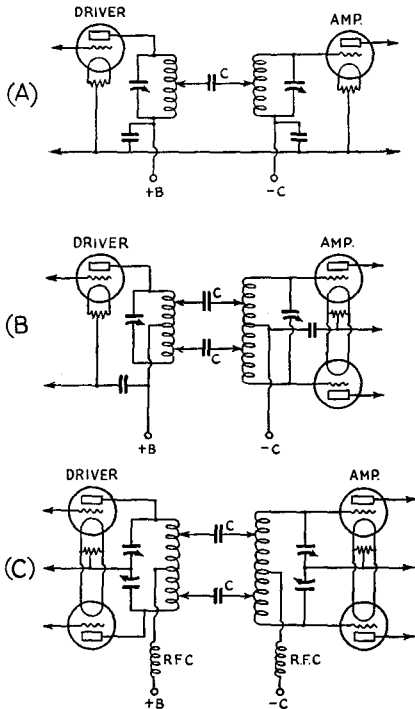 DRIVER AMP.
(A)
C
+B -C
DRIVER AMP.
(B)
C
C
+B -C
DRIVER AMP.
(C)
C
C
R.F.C R.F.C
+B -C